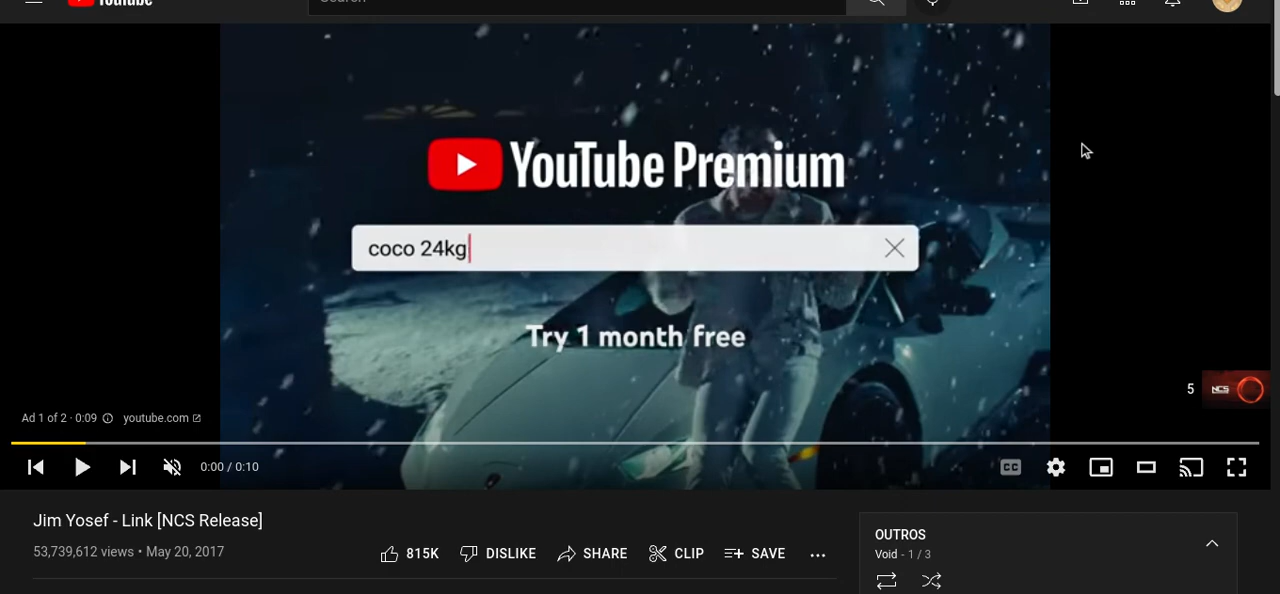 YouTube
Search
YouTube Premium
coco 24kg
Try 1 month free
5
NCS
Ad 1 of 2 · 0:09
youtube.com
0:00 / 0:10
CC
Jim Yosef - Link [NCS Release]
53,739,612 views • May 20, 2017
815K
DISLIKE
SHARE
CLIP
SAVE
OUTROS
Void - 1 / 3